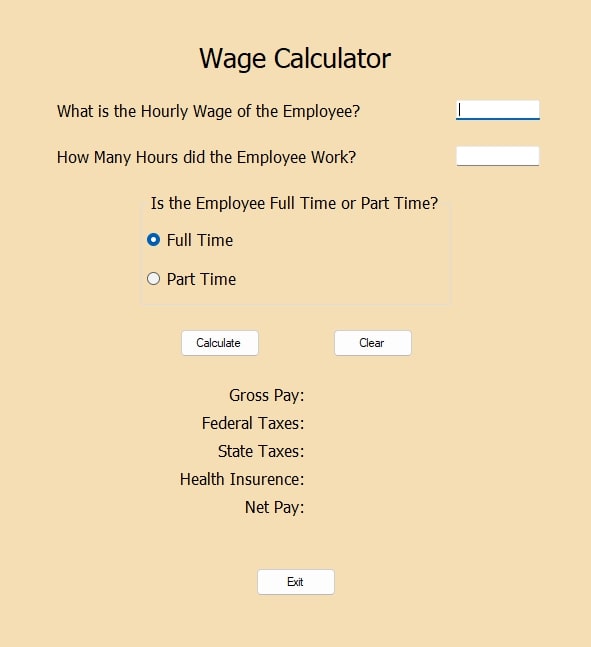 Wage Calculator
What is the Hourly Wage of the Employee?
How Many Hours did the Employee Work?
Is the Employee Full Time or Part Time?
Full Time
Part Time
Calculate Clear
Gross Pay:
Federal Taxes:
State Taxes:
Health Insurence:
Net Pay:
Exit